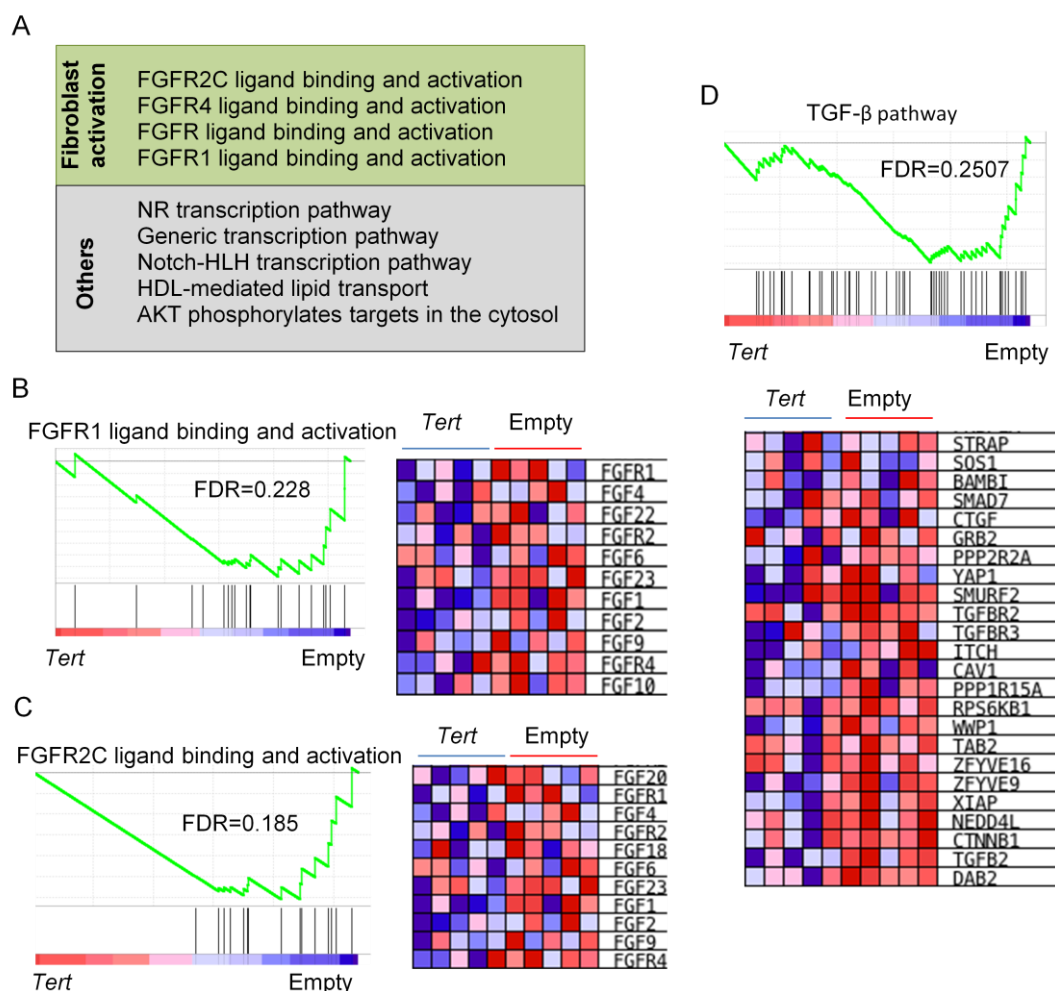 A
Fibroblast
activation
FGFR2C ligand binding and activation
FGFR4 ligand binding and activation
FGFR ligand binding and activation
FGFR1 ligand binding and activation
Others
NR transcription pathway
Generic transcription pathway
Notch-HLH transcription pathway
HDL-mediated lipid transport
AKT phosphorylates targets in the cytosol
B
FGFR1 ligand binding and activation
FDR=0.228
Tert
Empty
Tert
Empty
FGFR1
FGF4
FGF22
FGFR2
FGF6
FGF23
FGF1
FGF2
FGF9
FGFR4
FGF10
C
FGFR2C ligand binding and activation
FDR=0.185
Tert
Empty
Tert
Empty
FGF20
FGFR1
FGF4
FGFR2
FGF18
FGF6
FGF23
FGF1
FGF2
FGF9
FGFR4
D
TGF-β pathway
FDR=0.2507
Tert
Empty
Tert
Empty
STRAP
SOS1
BAMBI
SMAD7
CTGF
GRB2
PPP2R2A
YAP1
SMURF2
TGFBR2
TGFBR3
ITCH
CAV1
PPP1R15A
RPS6KB1
WWP1
TAB2
ZFYVE16
ZFYVE9
XIAP
NEDD4L
CTNNB1
TGFB2
DAB2